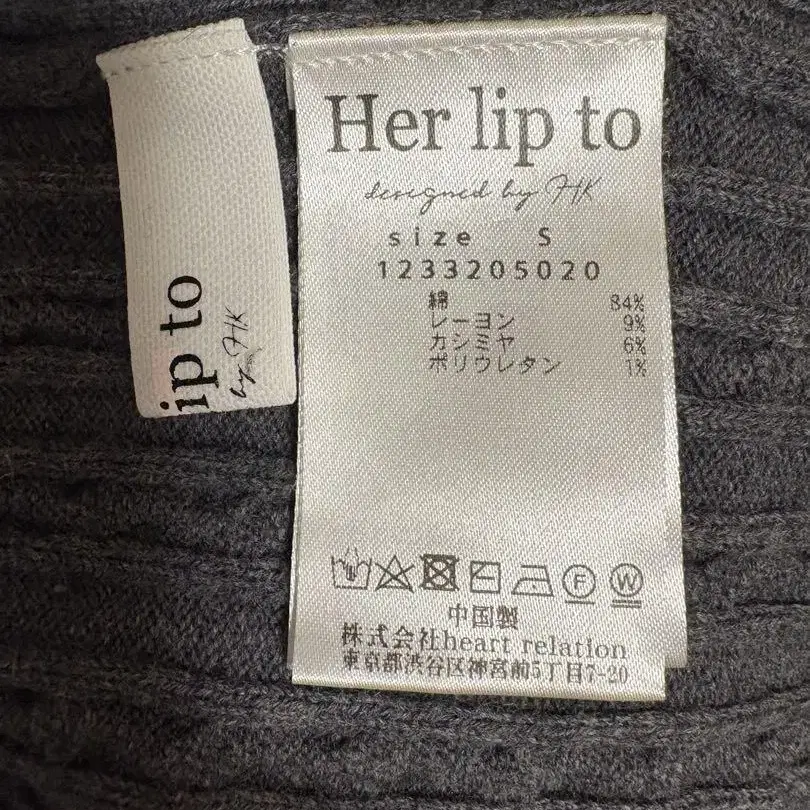 ip to
by HK
Her lip to
designed by HK
size S
1233205020
綿 84%
レーヨン 9%
カシミヤ 6%
ポリウレタン 1%
F
W
中国製
株式会社heart relation
東京都渋谷区神宮前5丁目7-20